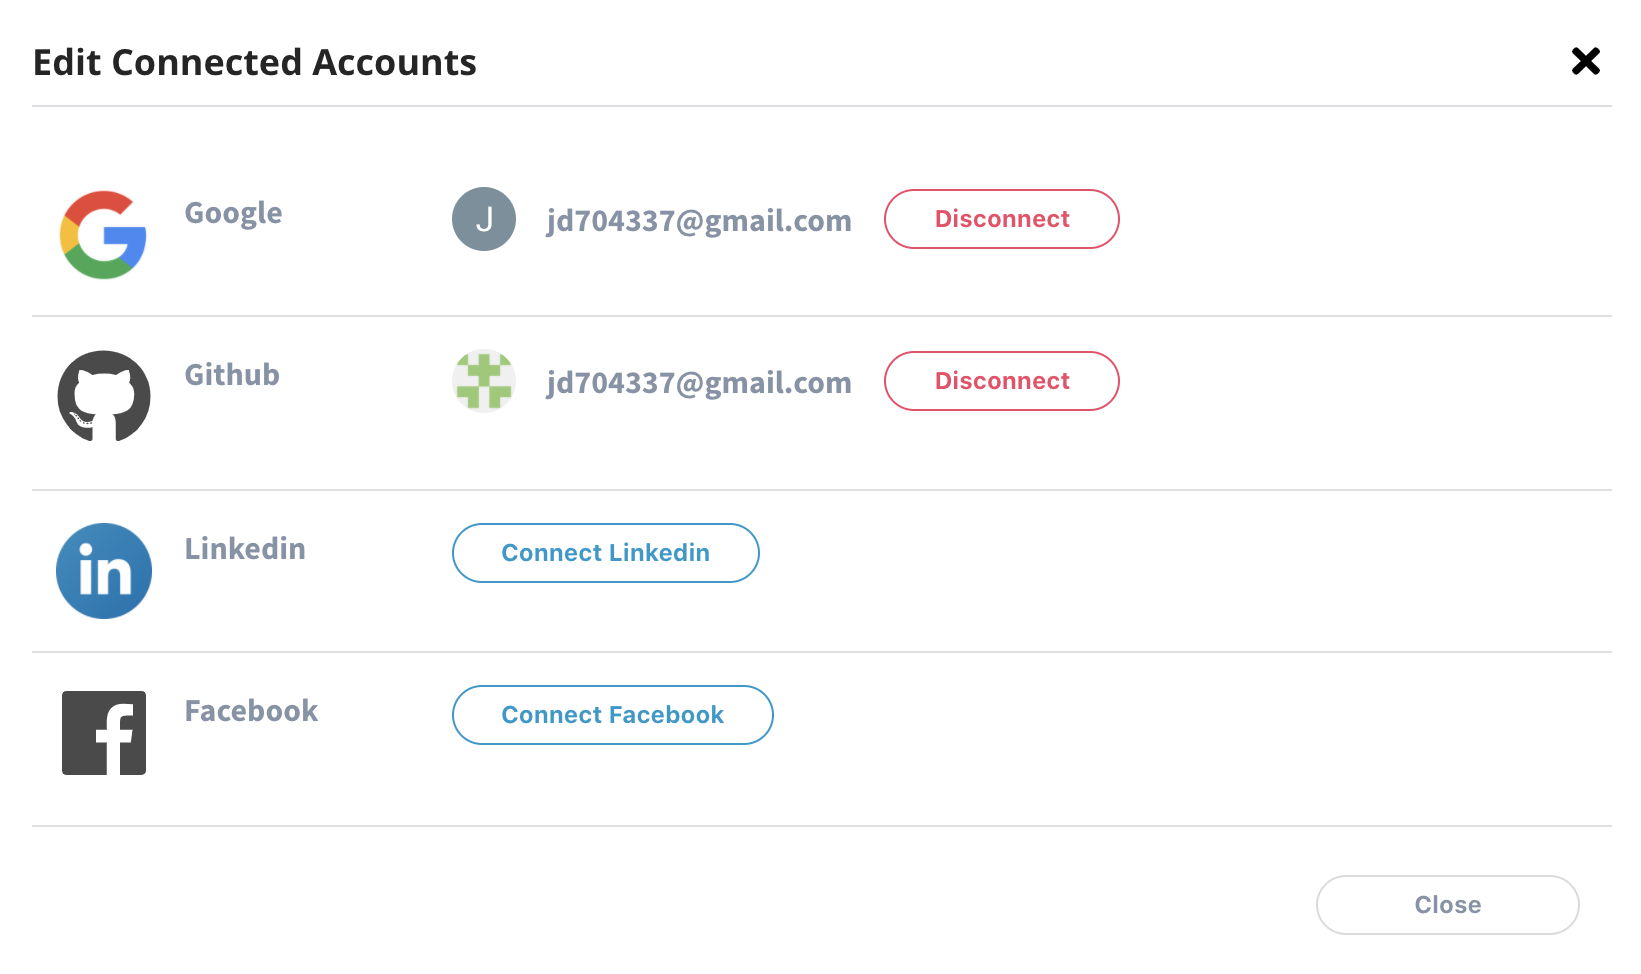 Edit Connected Accounts
Google
J
jd704337@gmail.com
Disconnect
Github
jd704337@gmail.com
Disconnect
in
Linkedin
Connect Linkedin
f
Facebook
Connect Facebook
Close